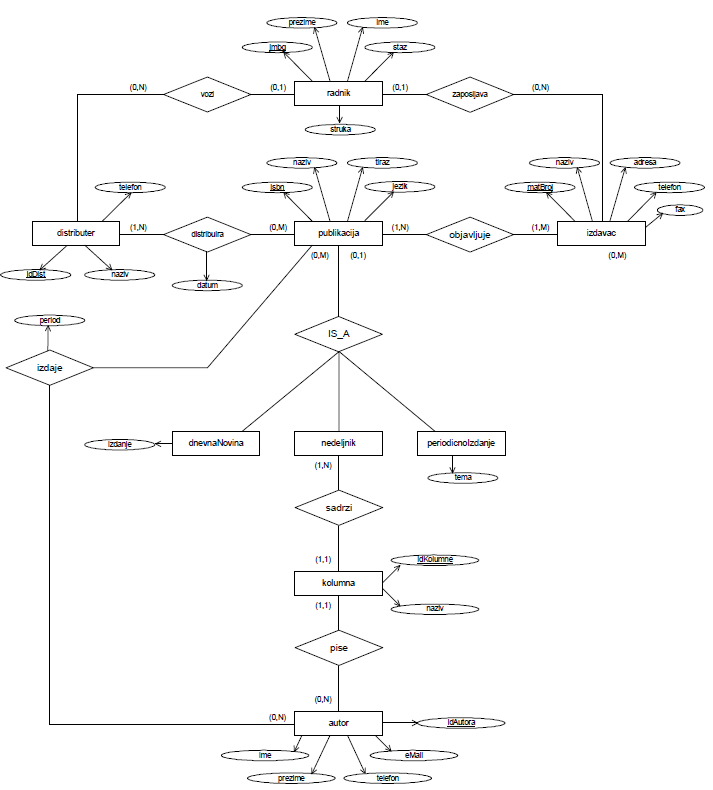 prezime
ime
jmbg
staz
(0,N)
vozi
(0,1)
radnik
(0,1)
zaposljava
(0,N)
struka
telefon
naziv
tiraz
isbn
jezik
naziv
adresa
matBroj
telefon
fax
distributer
(1,N)
distribuira
(0,M)
publikacija
(1,N)
objavljuje
(1,M)
izdavac
(0,M)
(0,1)
(0,M)
idDist
naziv
datum
period
IS_A
izdaje
izdanje
dnevnaNovina
nedeljnik
periodicnoIzdanje
(1,N)
tema
sadrzi
(1,1)
idKolumne
kolumna
(1,1)
naziv
pise
(0,N)
(0,N)
autor
idAutora
ime
eMail
prezime
telefon